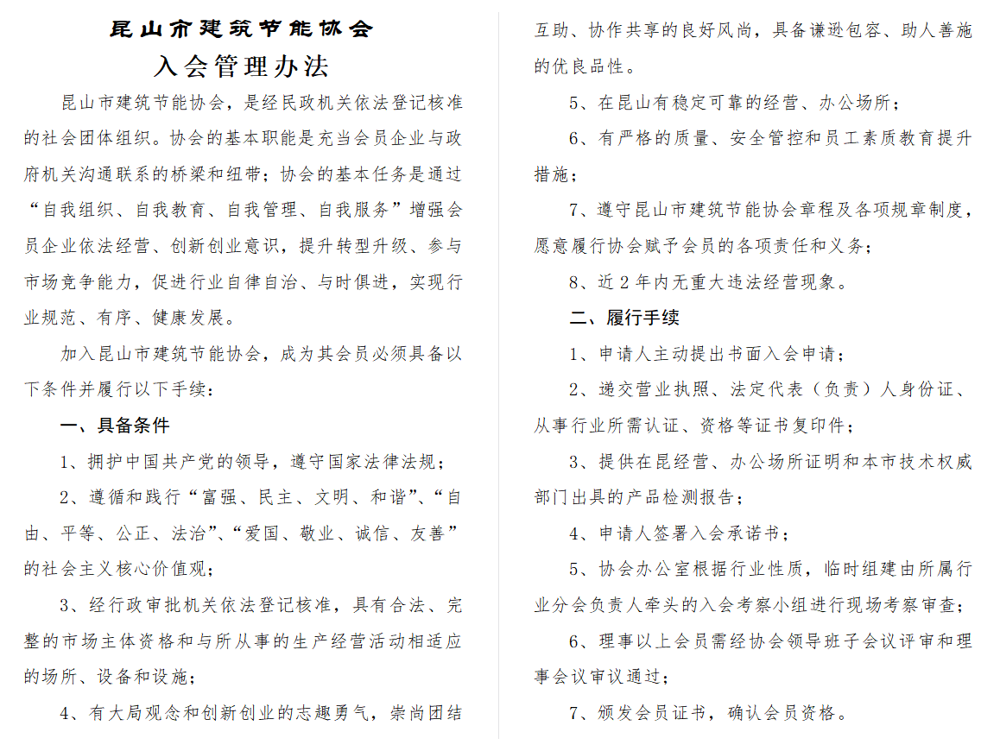 昆山市建筑节能协会
入会管理办法
昆山市建筑节能协会，是经民政机关依法登记核准
的社会团体组织。协会的基本职能是充当会员企业与政
府机关沟通联系的桥梁和纽带；协会的基本任务是通过
“自我组织、自我教育、自我管理、自我服务”增强会
员企业依法经营、创新创业意识，提升转型升级、参与
市场竞争能力，促进行业自律自治、与时俱进，实现行
业规范、有序、健康发展。
加入昆山市建筑节能协会，成为其会员必须具备以
下条件并履行以下手续：
一、具备条件
1、拥护中国共产党的领导，遵守国家法律法规；
2、遵循和践行“富强、民主、文明、和谐”、“自
由、平等、公正、法治”、“爱国、敬业、诚信、友善”
的社会主义核心价值观；
3、经行政审批机关依法登记核准，具有合法、完
整的市场主体资格和与所从事的生产经营活动相适应
的场所、设备和设施；
4、有大局观念和创新创业的志趣勇气，崇尚团结
互助、协作共享的良好风尚，具备谦逊包容、助人善施
的优良品性。
5、在昆山有稳定可靠的经营、办公场所；
6、有严格的质量、安全管控和员工素质教育提升
措施；
7、遵守昆山市建筑节能协会章程及各项规章制度，
愿意履行协会赋予会员的各项责任和义务；
8、近2年内无重大违法经营现象。
二、履行手续
1、申请人主动提出书面入会申请；
2、递交营业执照、法定代表（负责）人身份证、
从事行业所需认证、资格等证书复印件；
3、提供在昆经营、办公场所证明和本市技术权威
部门出具的产品检测报告；
4、申请人签署入会承诺书；
5、协会办公室根据行业性质，临时组建由所属行
业分会负责人牵头的入会考察小组进行现场考察审查；
6、理事以上会员需经协会领导班子会议评审和理
事会议审议通过；
7、颁发会员证书，确认会员资格。